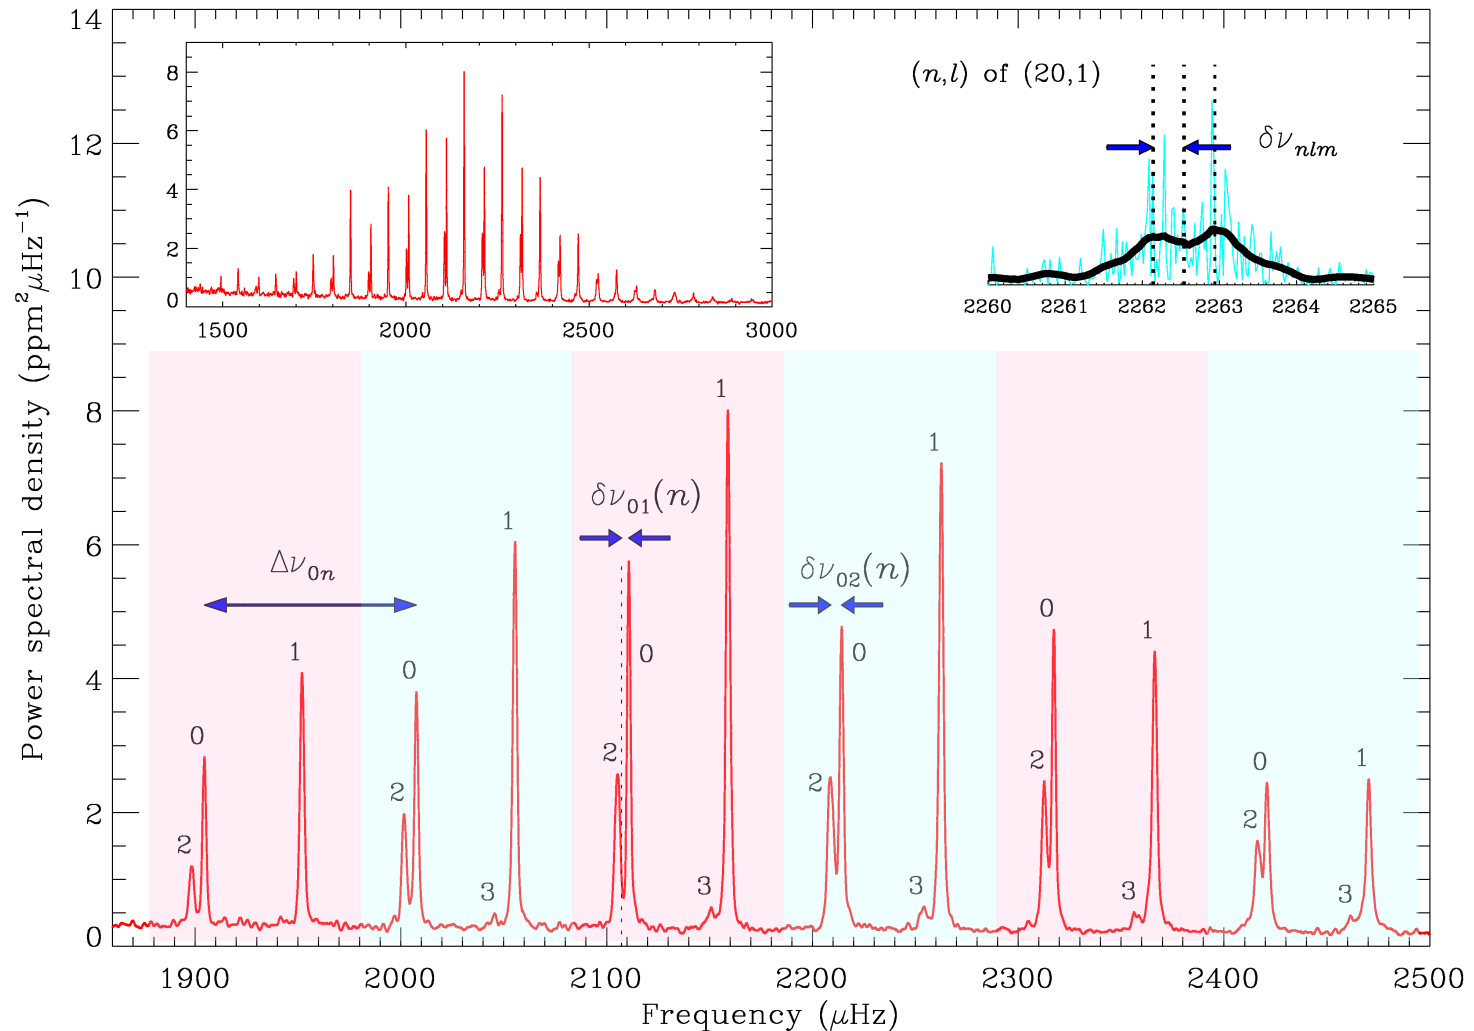 14
12
10
8
6
4
2
0
Power spectral density (ppm²μHz⁻¹)
8
6
4
2
0
1500 2000 2500 3000
(n,l) of (20,1)
δν_nlm
2260 2261 2262 2263 2264 2265
Δν_0n
δν_01(n)
δν_02(n)
2 0 1
2 0 3 1
2 0 3 1
2 0 3 1
2 0 3 1
2 0 3 1
1900 2000 2100 2200 2300 2400 2500
Frequency (μHz)